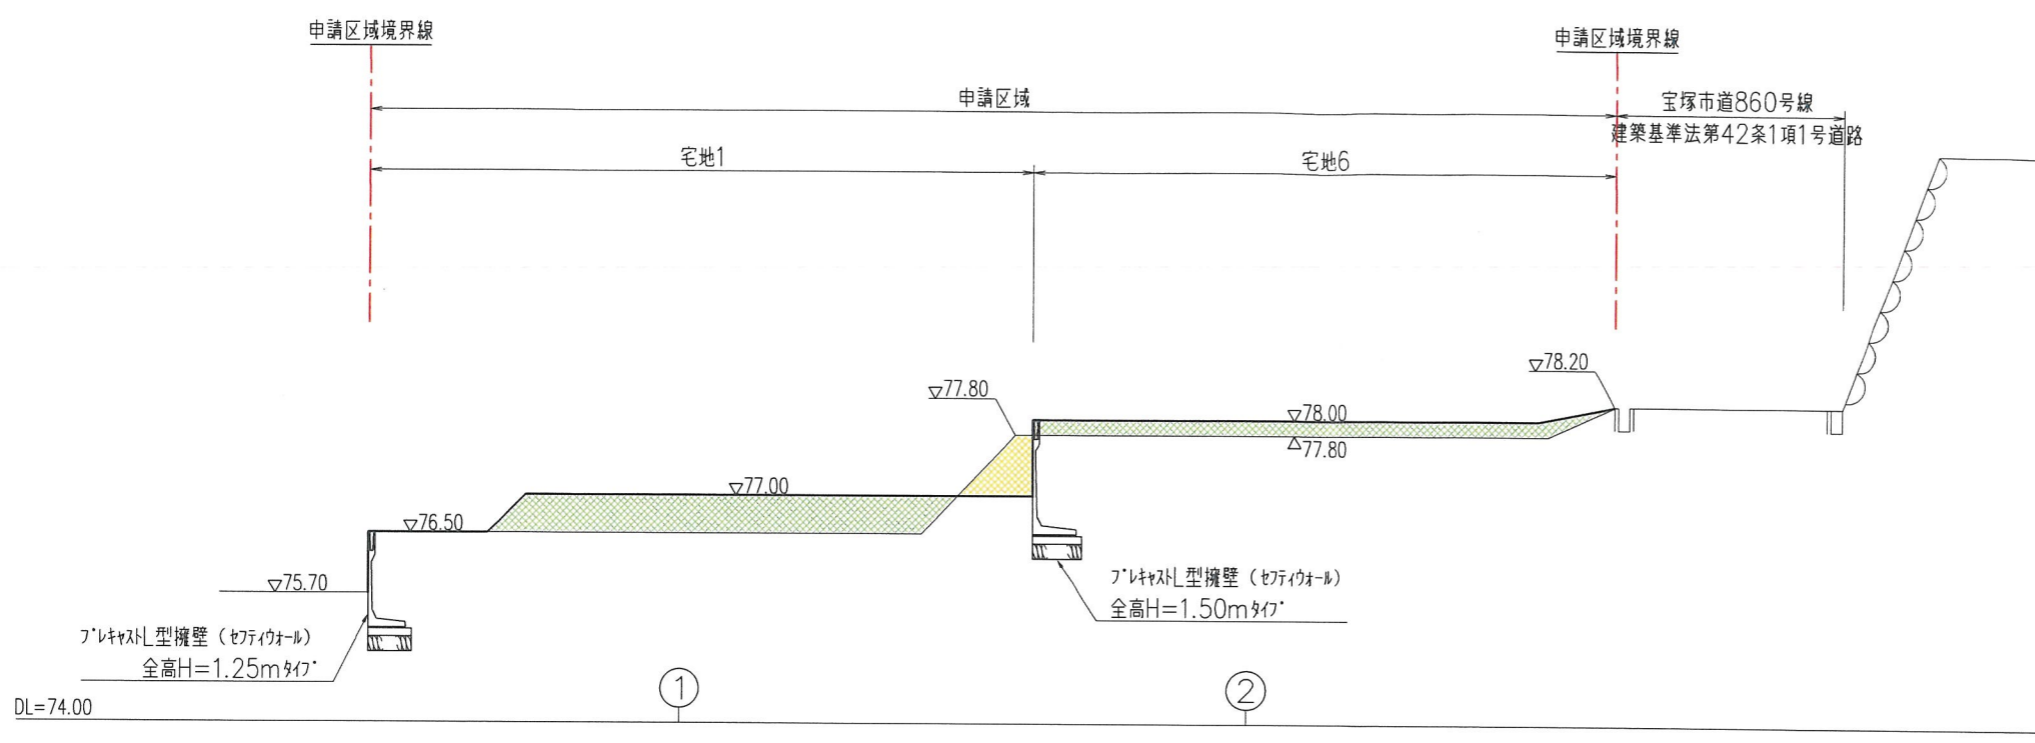 申請区域境界線
申請区域境界線
申請区域
宝塚市道860号線
建築基準法第42条1項1号道路
宅地1
宅地6
▽78.20
▽77.80
▽78.00
△77.80
▽77.00
▽76.50
▽75.70
プレキャストL型擁壁（セフティウォール）
全高H=1.50mタイプ
プレキャストL型擁壁（セフティウォール）
全高H=1.25mタイプ
①
②
DL=74.00